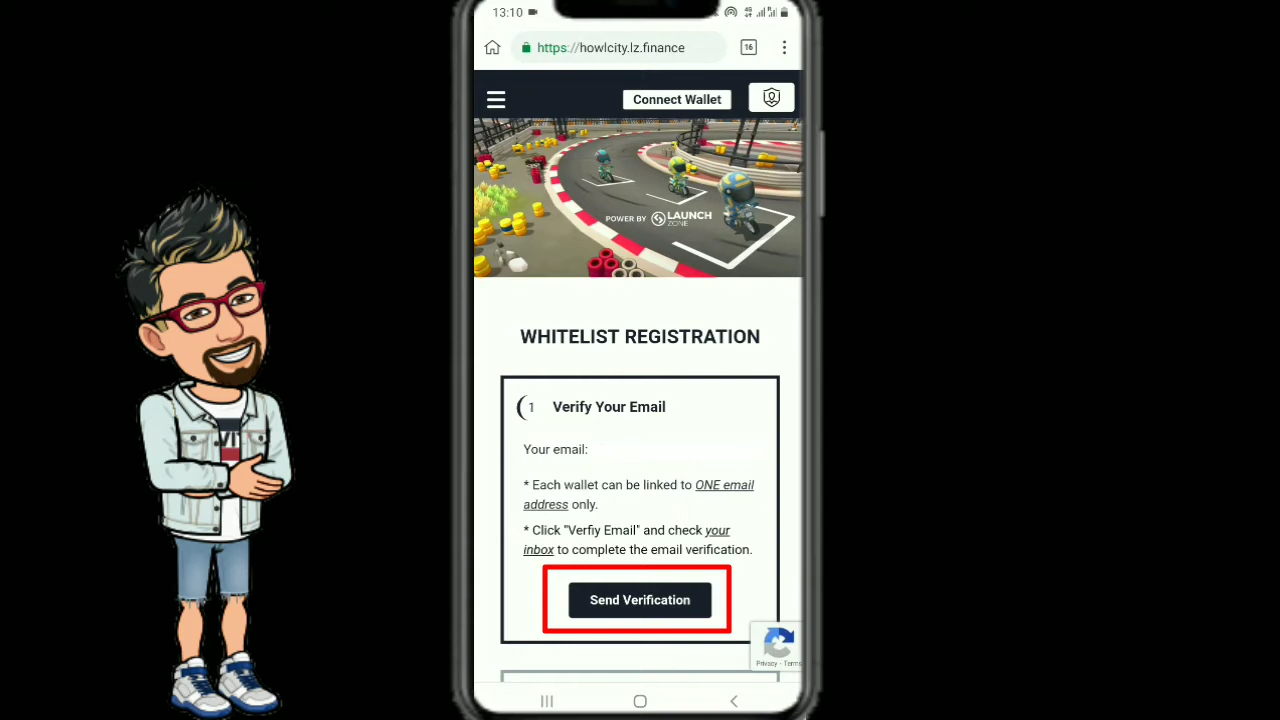 13:10
https://howlcity.lz.finance
16
Connect Wallet
POWER BY LAUNCH
ZONE
WHITELIST REGISTRATION
1 Verify Your Email
Your email:
* Each wallet can be linked to ONE email
address only.
* Click "Verfiy Email" and check your
inbox to complete the email verification.
Send Verification
Privacy - Terms